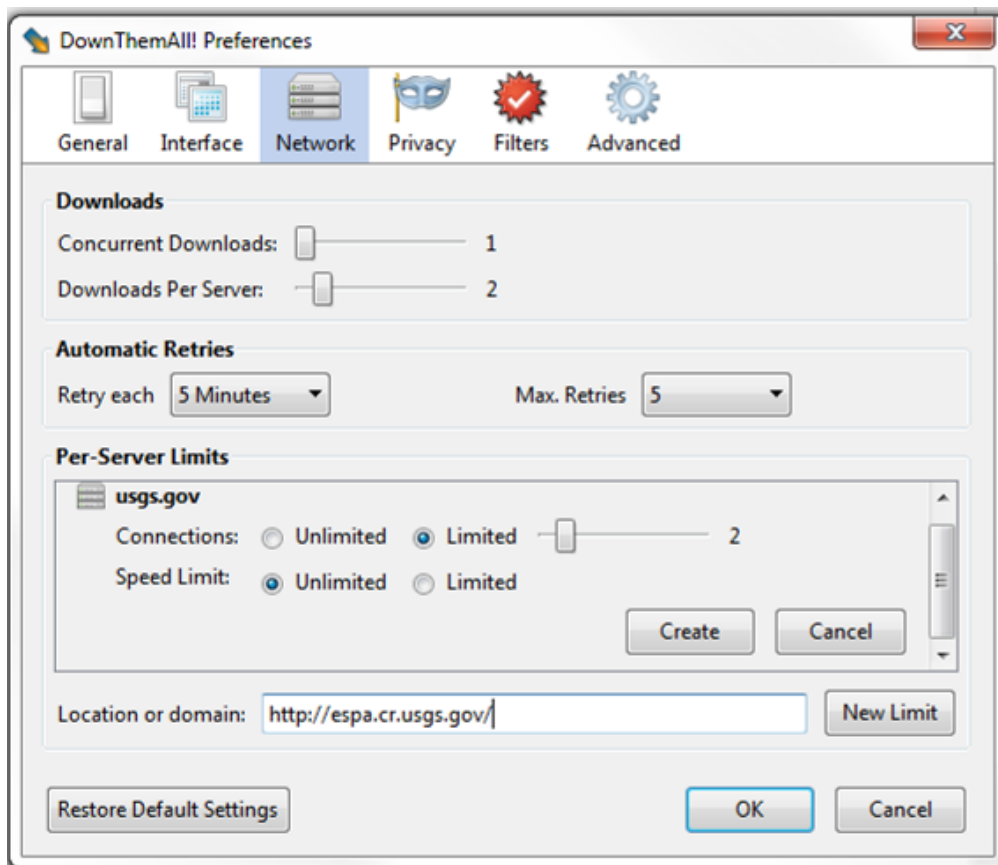 DownThemAll! Preferences
General Interface Network Privacy Filters Advanced
Downloads
Concurrent Downloads: 1
Downloads Per Server: 2
Automatic Retries
Retry each 5 Minutes Max. Retries 5
Per-Server Limits
usgs.gov
Connections: Unlimited Limited 2
Speed Limit: Unlimited Limited
Create Cancel
Location or domain: http://espa.cr.usgs.gov/ New Limit
Restore Default Settings OK Cancel